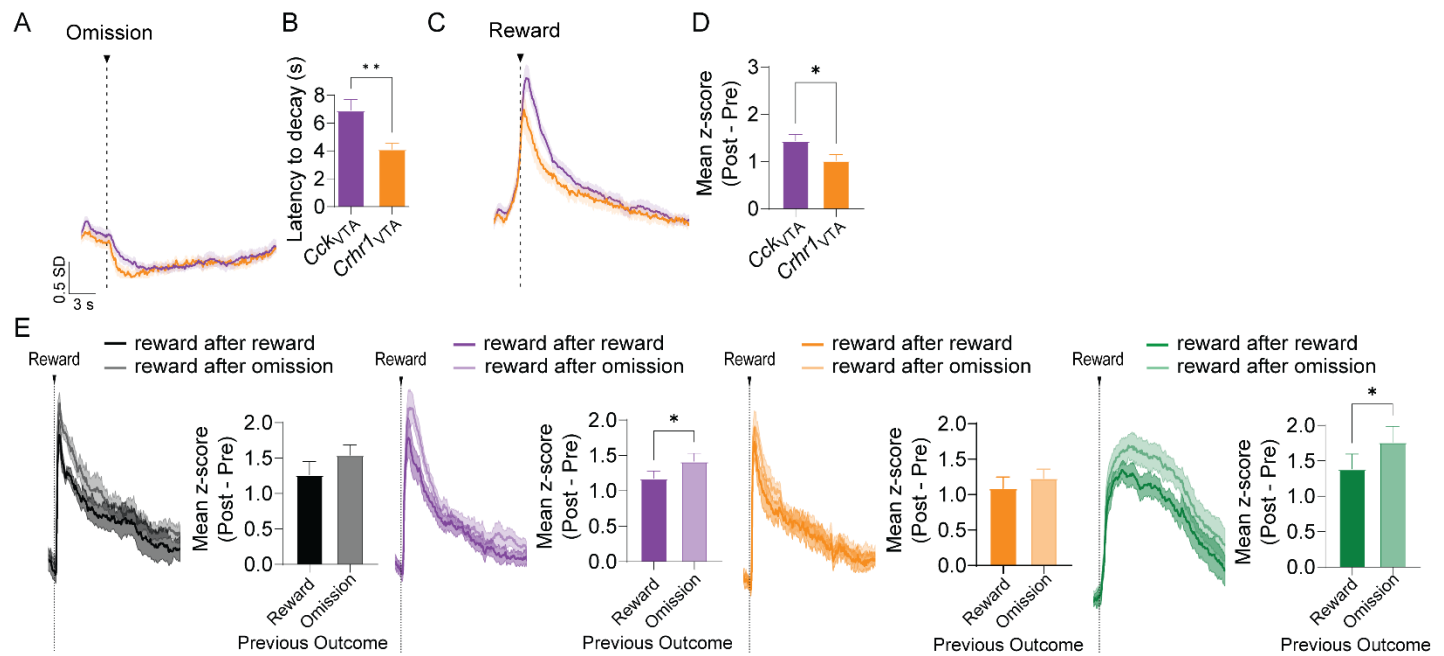 A
Omission
0.5 SD
3 s
B
Latency to decay (s)
**
8
6
4
2
0
CckVTA
Crhr1VTA
C
Reward
D
Mean z-score
(Post - Pre)
*
3
2
1
0
CckVTA
Crhr1VTA
E
Reward
reward after reward
reward after omission
Mean z-score
(Post - Pre)
2.0
1.5
1.0
0.5
0.0
Reward
Omission
Previous Outcome
Reward
reward after reward
reward after omission
Mean z-score
(Post - Pre)
*
2.0
1.5
1.0
0.5
0.0
Reward
Omission
Previous Outcome
Reward
reward after reward
reward after omission
Mean z-score
(Post - Pre)
2.0
1.5
1.0
0.5
0.0
Reward
Omission
Previous Outcome
Reward
reward after reward
reward after omission
Mean z-score
(Post - Pre)
*
2.0
1.5
1.0
0.5
0.0
Reward
Omission
Previous Outcome